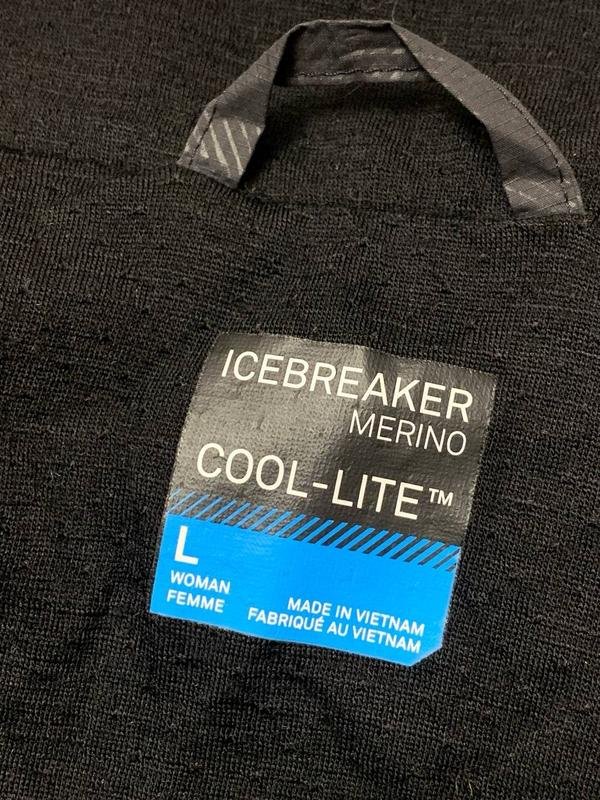 ICEBREAKER
MERINO
COOL-LITE™
L
WOMAN
FEMME
MADE IN VIETNAM
FABRIQUÉ AU VIETNAM